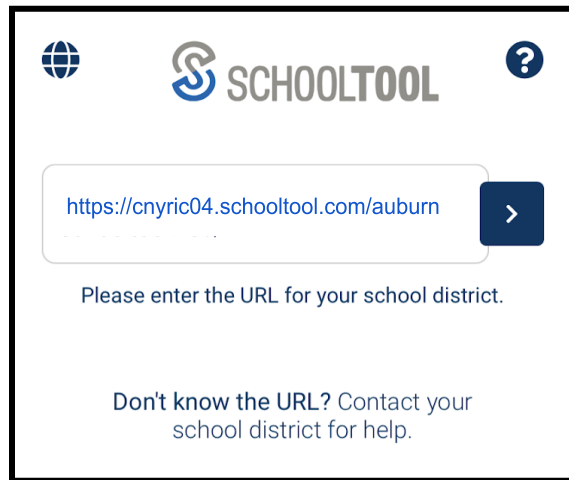 SCHOOLTOOL
https://cnyric04.schooltool.com/auburn
Please enter the URL for your school district.
Don't know the URL? Contact your
school district for help.